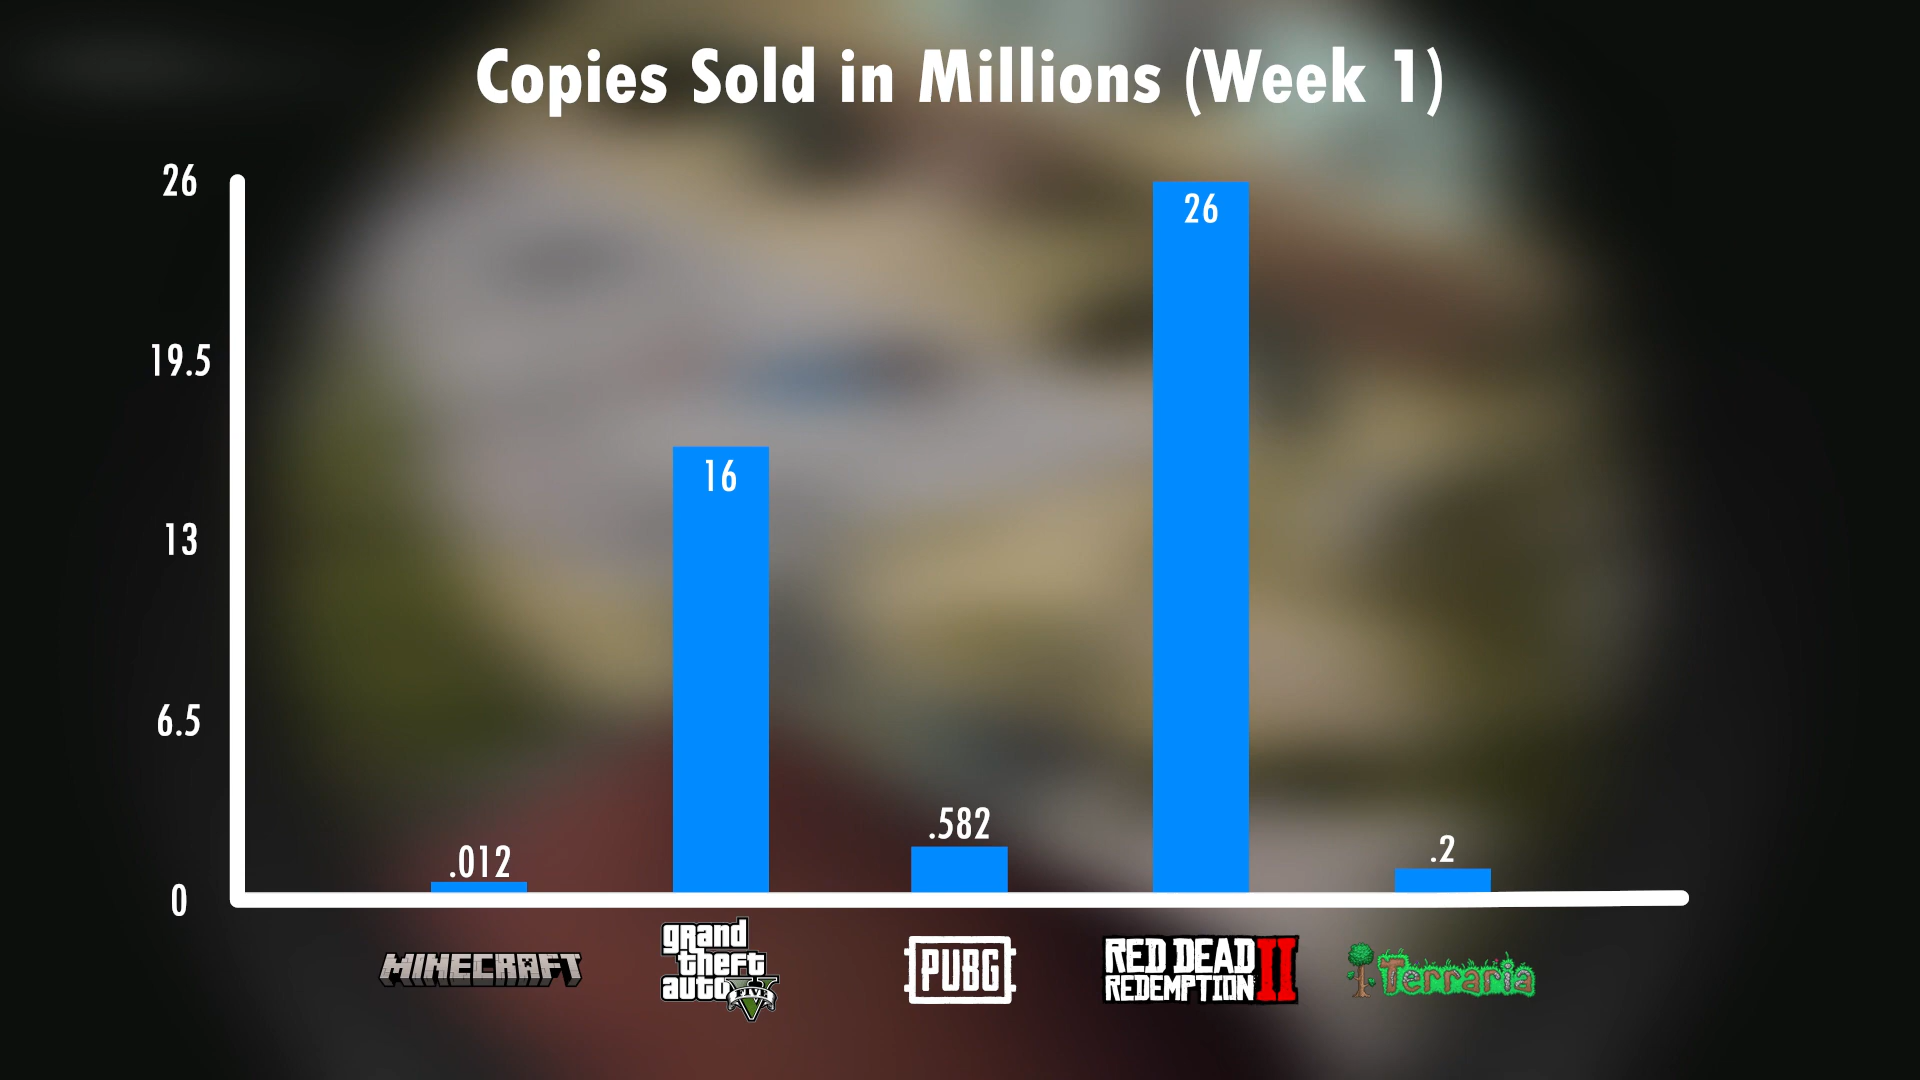 Copies Sold in Millions (Week 1)
26
19.5
13
6.5
0
.012
16
.582
26
.2
MINECRAFT
grand
theft
auto
FIVE
V
PUBG
RED DEAD
REDEMPTION II
Terraria